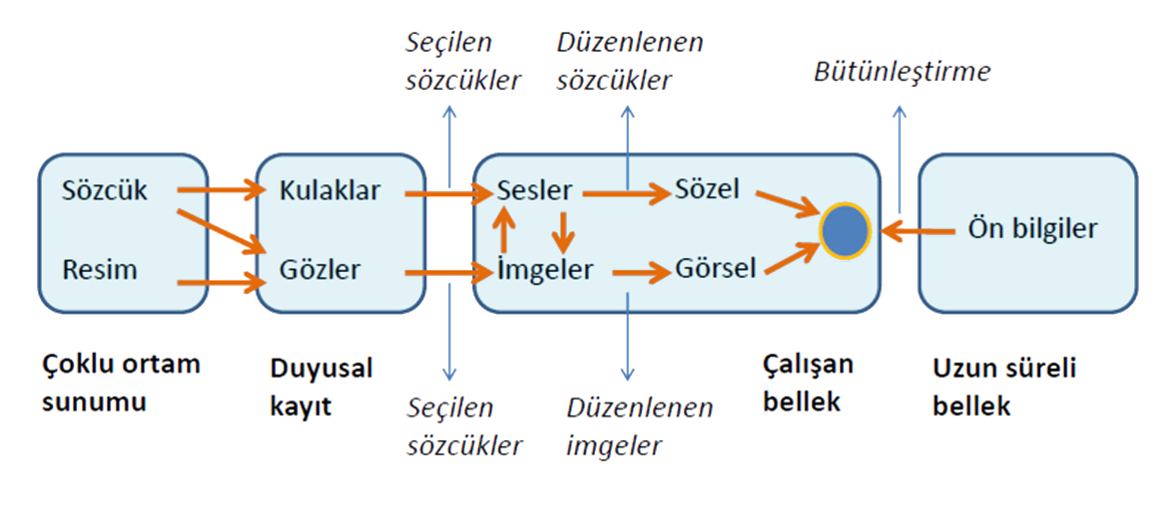 Seçilen
sözcükler
Düzenlenen
sözcükler
Bütünleştirme
Sözcük
Resim
Kulaklar
Gözler
Sesler
Sözel
İmgeler
Görsel
Ön bilgiler
Çoklu ortam
sunumu
Duyusal
kayıt
Seçilen
sözcükler
Düzenlenen
imgeler
Çalışan
bellek
Uzun süreli
bellek